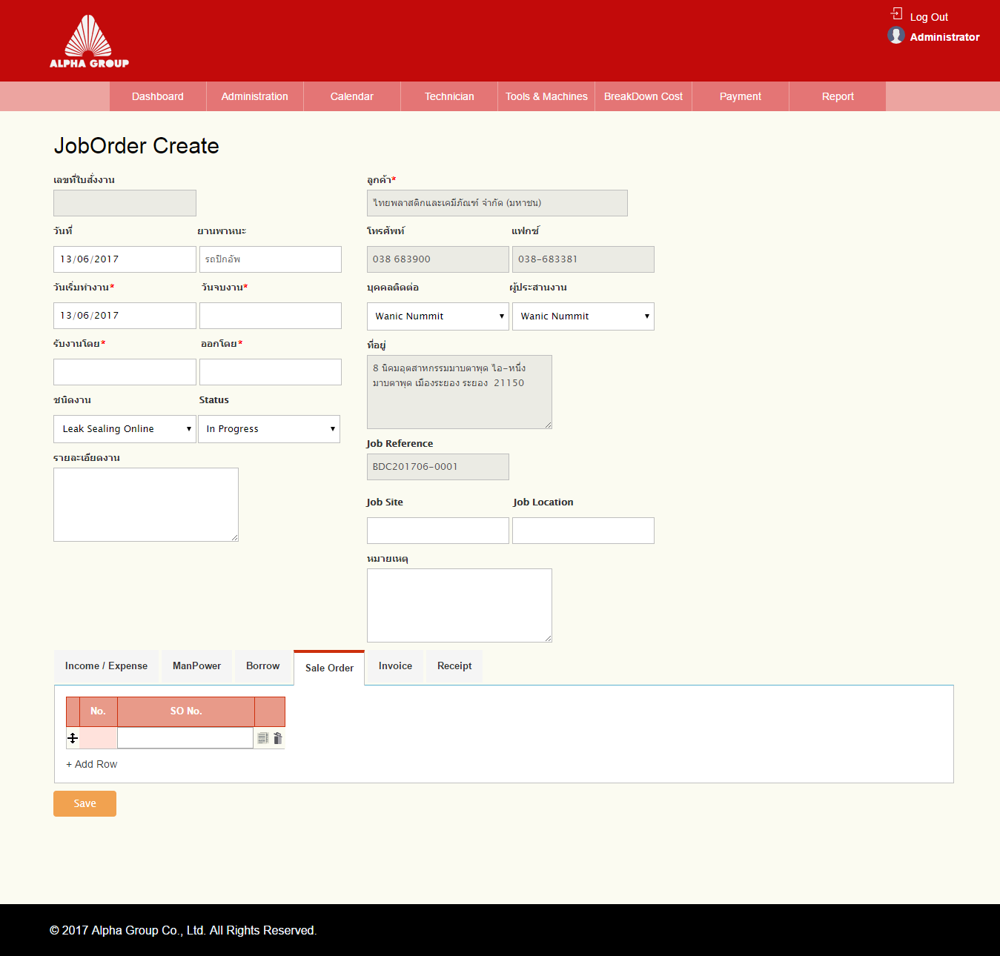 Log Out
Administrator
ALPHA GROUP
Dashboard Administration Calendar Technician Tools & Machines BreakDown Cost Payment Report
JobOrder Create
เลขที่ใบสั่งงาน
ลูกค้า*
ไทยพลาสติกและเคมีภัณฑ์ จำกัด (มหาชน)
วันที่ ยานพาหนะ
โทรศัพท์ แฟกซ์
13/06/2017 รถปิกอัพ
038 683900 038-683381
วันเริ่มทำงาน* วันจบงาน*
บุคคลติดต่อ ผู้ประสานงาน
13/06/2017
Wanic Nummit Wanic Nummit
รับงานโดย* ออกโดย*
ที่อยู่
8 นิคมอุตสาหกรรมมาบตาพุด ไอ-หนึ่ง
มาบตาพุด เมืองระยอง ระยอง 21150
ชนิดงาน Status
Leak Sealing Online In Progress
Job Reference
รายละเอียดงาน
BDC201706-0001
Job Site Job Location
หมายเหตุ
Income / Expense ManPower Borrow Sale Order Invoice Receipt
No. SO No.
+ Add Row
Save
© 2017 Alpha Group Co., Ltd. All Rights Reserved.